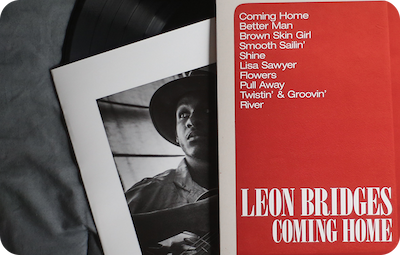 Coming Home
Better Man
Brown Skin Girl
Smooth Sailin'
Shine
Lisa Sawyer
Flowers
Pull Away
Twistin' & Groovin'
River
LEON BRIDGES
COMING HOME